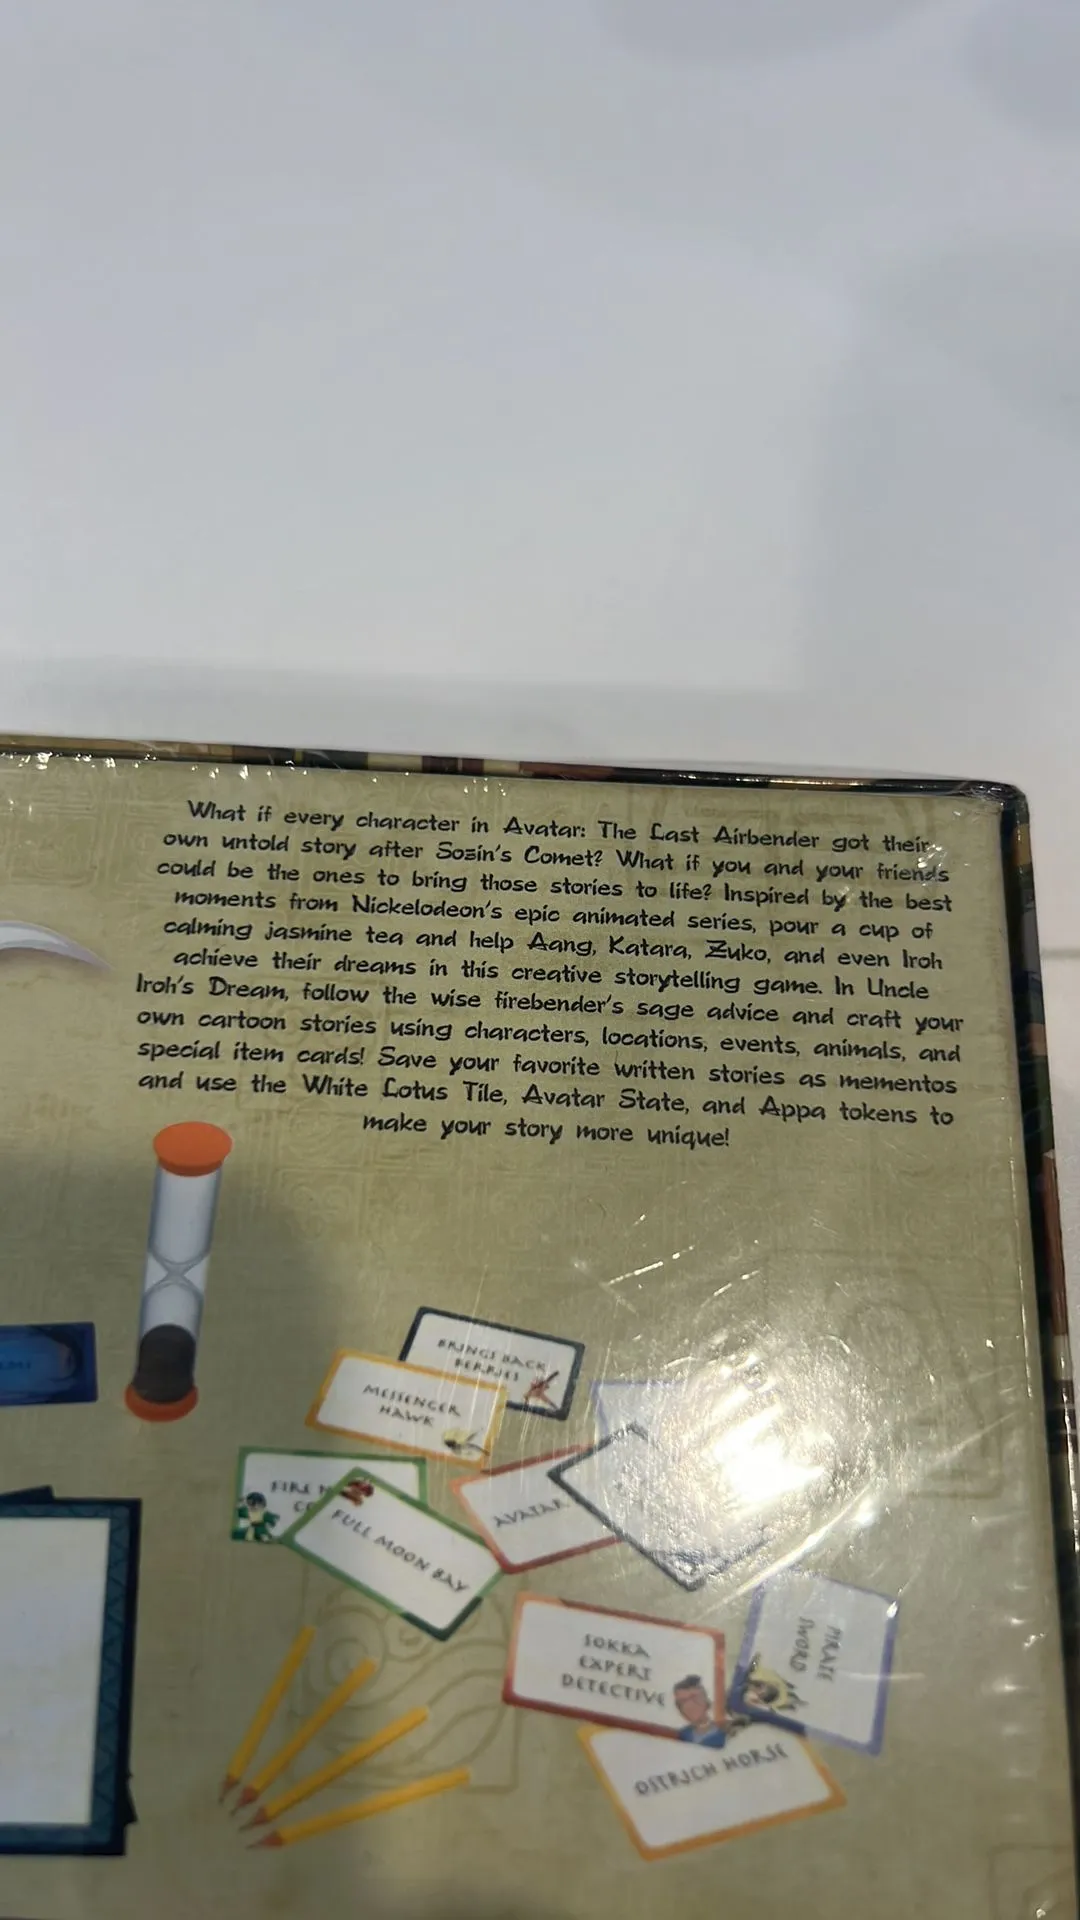 What if every character in Avatar: The Last Airbender got their
own untold story after Sozin's Comet? What if you and your friends
could be the ones to bring those stories to life? Inspired by the best
moments from Nickelodeon's epic animated series, pour a cup of
calming jasmine tea and help Aang, Katara, Zuko, and even Iroh
achieve their dreams in this creative storytelling game. In Uncle
Iroh's Dream, follow the wise firebender's sage advice and craft your
own cartoon stories using characters, locations, events, animals, and
special item cards! Save your favorite written stories as mementos
and use the White Lotus Tile, Avatar State, and Appa tokens to
make your story more unique!
BRINGS BACK
BERRIES
MESSENGER
HAWK
FIRE
FULL MOON BAY
AVATAR
SOKKA
EXPERT
DETECTIVE
PIRATE
SWORD
OSTRICH HORSE